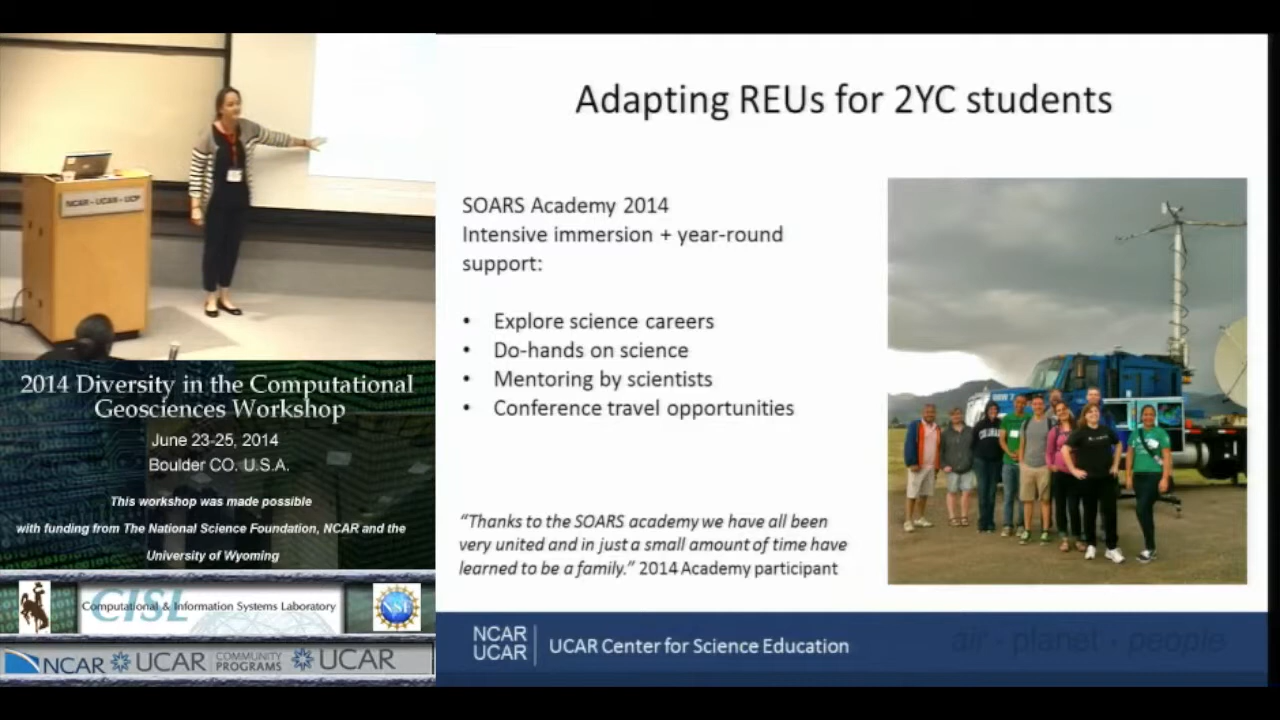 NCAR - UCAR - UCP
2014 Diversity in the Computational
Geosciences Workshop
June 23-25, 2014
Boulder CO. U.S.A.
This workshop was made possible
with funding from The National Science Foundation, NCAR and the
University of Wyoming
CISL
Computational & Information Systems Laboratory
NSF
NCAR UCAR COMMUNITY PROGRAMS UCAR
Adapting REUs for 2YC students
SOARS Academy 2014
Intensive immersion + year-round
support:
• Explore science careers
• Do-hands on science
• Mentoring by scientists
• Conference travel opportunities
“Thanks to the SOARS academy we have all been
very united and in just a small amount of time have
learned to be a family.” 2014 Academy participant
NCAR
UCAR
UCAR Center for Science Education
air • planet • people